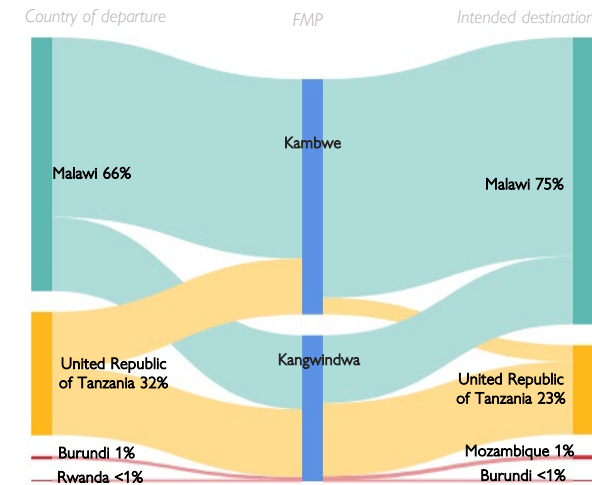 Country of departure
FMP
Intended destination
Kambwe
Malawi 66%
Malawi 75%
Kangwindwa
United Republic
of Tanzania 32%
United Republic
of Tanzania 23%
Burundi 1%
Mozambique 1%
Rwanda <1%
Burundi <1%